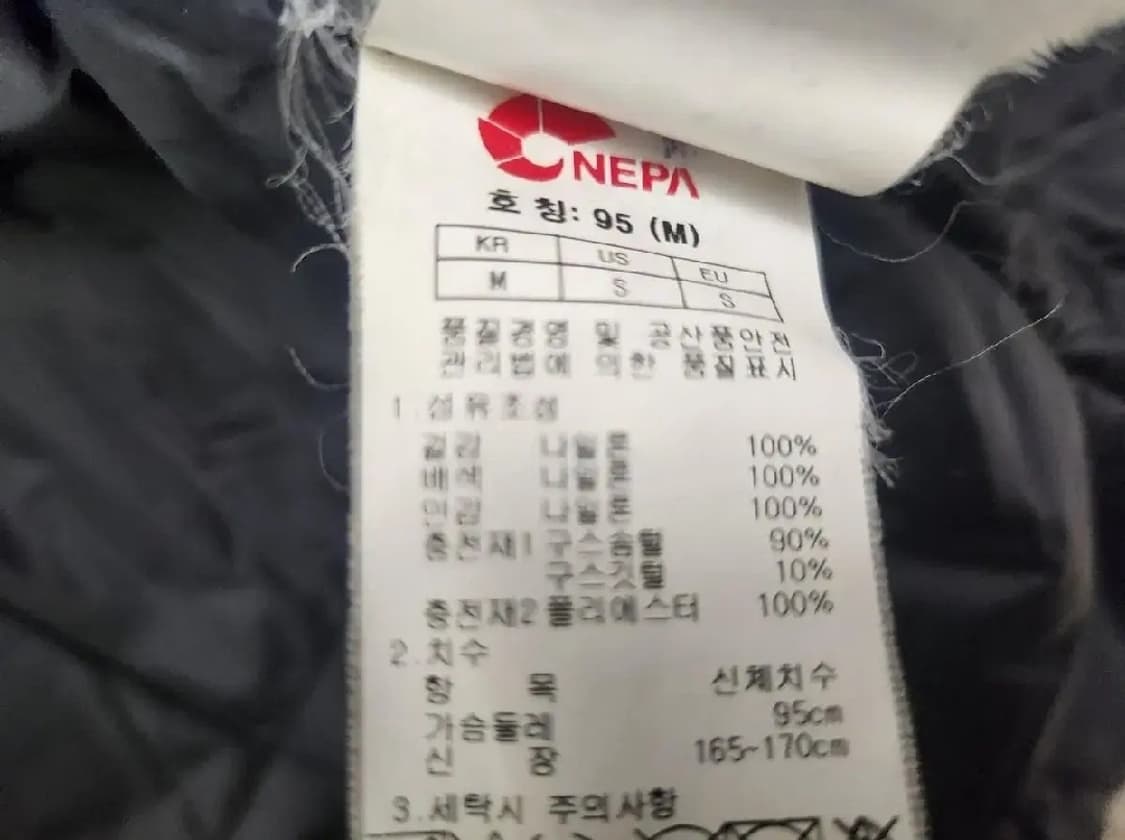 NEPA
호 칭: 95 (M)
KR US EU
M S S
품질경영 및 공산품안전
관리법에 의한 품질표시
1.섬유조성
겉감 나일론 100%
배색 나일론 100%
안감 나일론 100%
충전재1 구스솜털 90%
구스깃털 10%
충전재2 폴리에스터 100%
2.치수
항 목 신체치수
가슴둘레 95cm
신 장 165~170cm
3.세탁시 주의사항